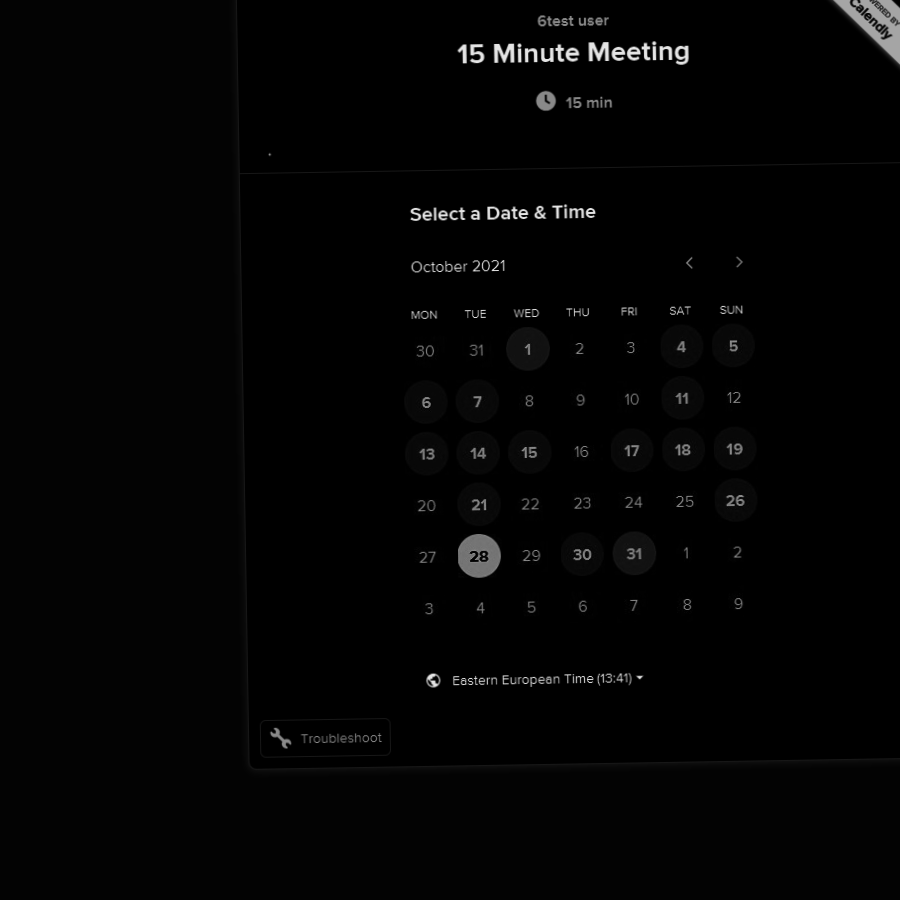 6test user
15 Minute Meeting
15 min
POWERED BY
Calendly
Select a Date & Time
October 2021
MON TUE WED THU FRI SAT SUN
30 31 1 2 3 4 5
6 7 8 9 10 11 12
13 14 15 16 17 18 19
20 21 22 23 24 25 26
27 28 29 30 31 1 2
3 4 5 6 7 8 9
Eastern European Time (13:41)
Troubleshoot